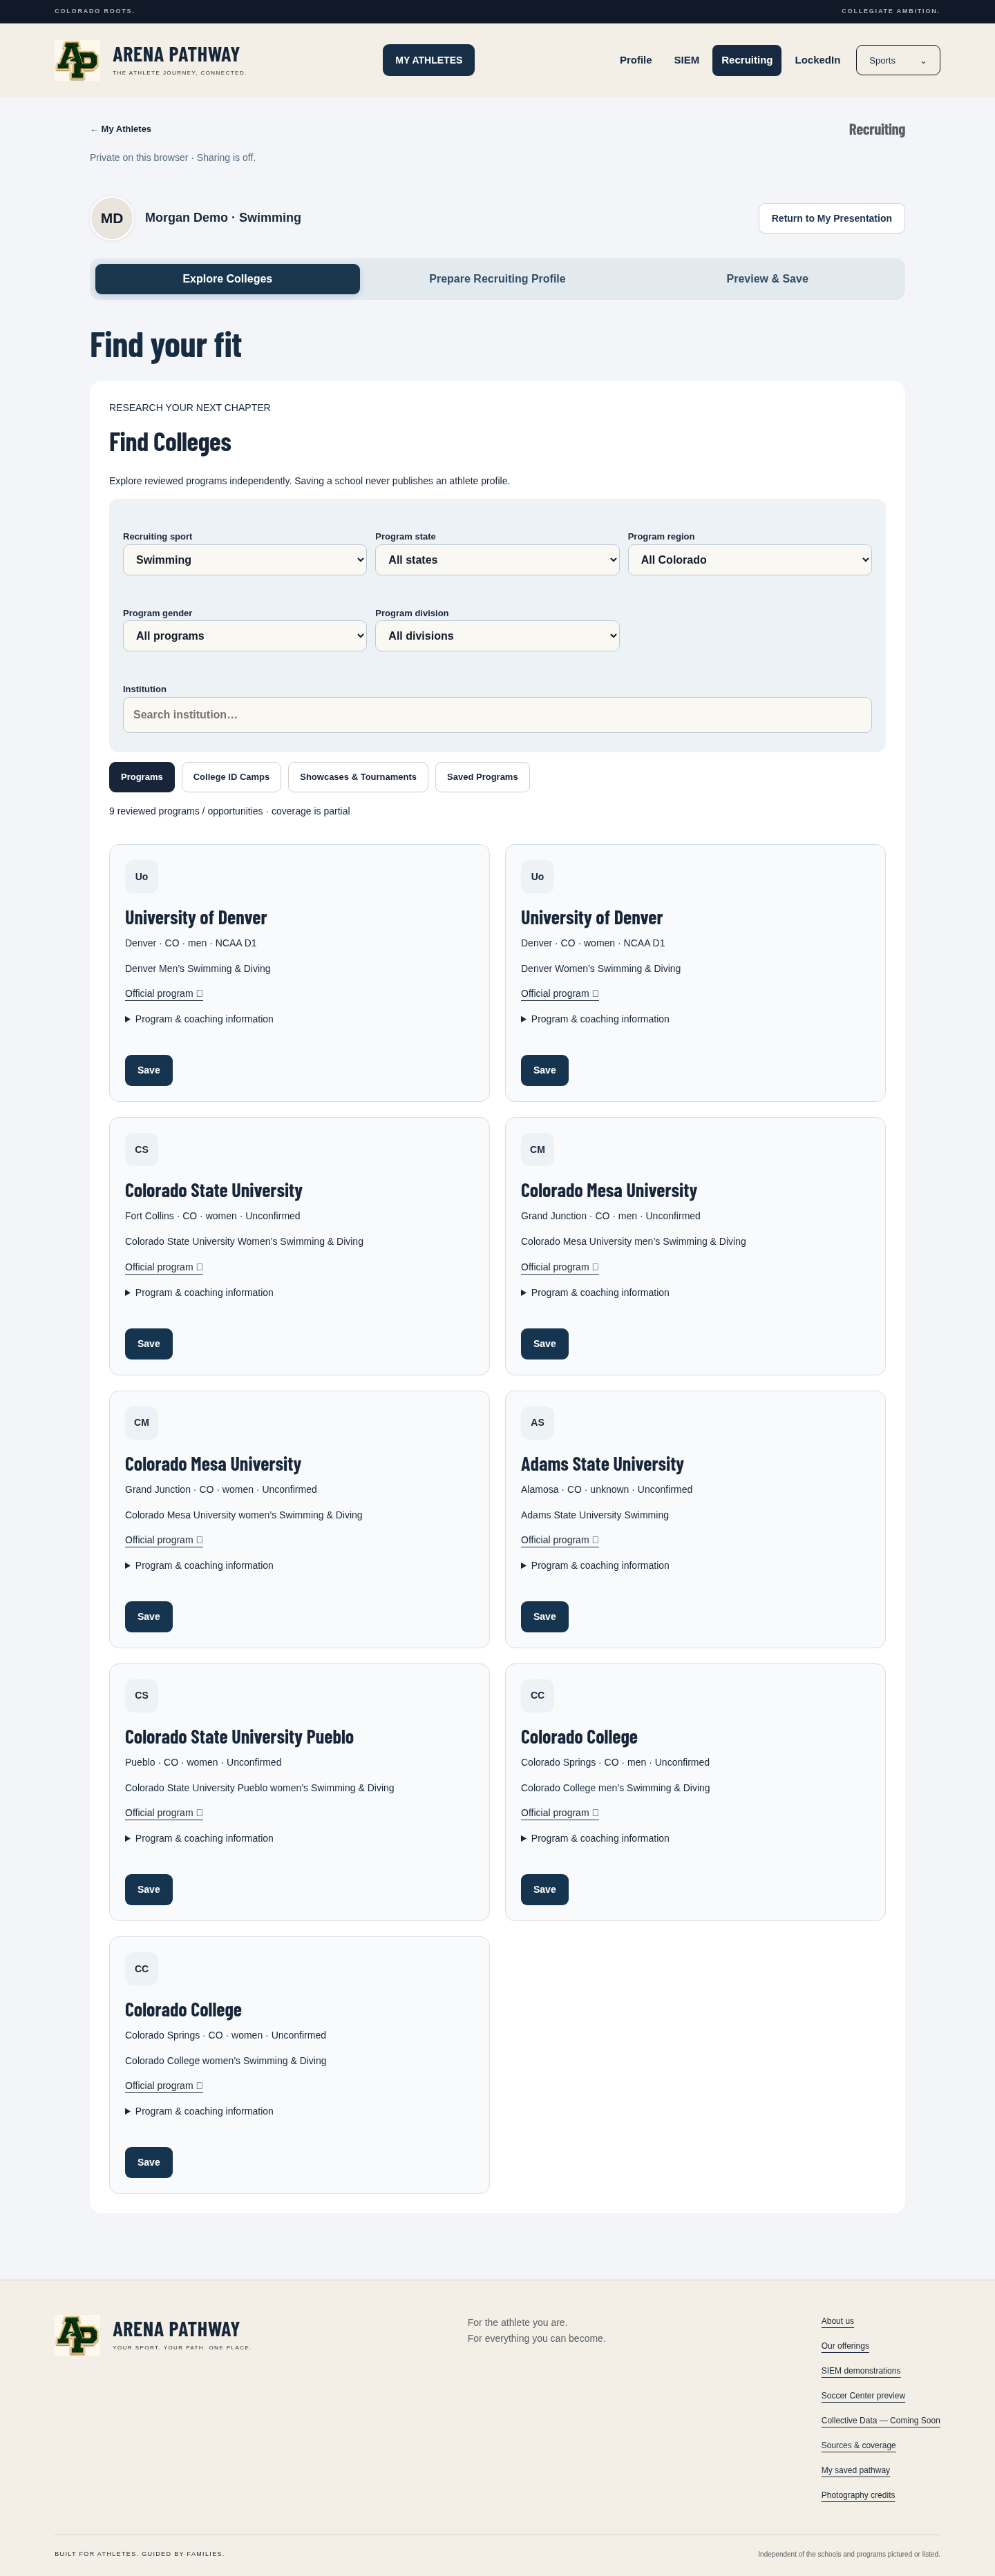 COLORADO ROOTS.
COLLEGIATE AMBITION.
AP
ARENA PATHWAY
THE ATHLETE JOURNEY, CONNECTED.
MY ATHLETES
Profile
SIEM
Recruiting
LockedIn
Sports
← My Athletes
Recruiting
Private on this browser · Sharing is off.
MD
Morgan Demo · Swimming
Return to My Presentation
Explore Colleges
Prepare Recruiting Profile
Preview & Save
Find your fit
RESEARCH YOUR NEXT CHAPTER
Find Colleges
Explore reviewed programs independently. Saving a school never publishes an athlete profile.
Recruiting sport
Program state
Program region
Swimming
All states
All Colorado
Program gender
Program division
All programs
All divisions
Institution
Search institution…
Programs
College ID Camps
Showcases & Tournaments
Saved Programs
9 reviewed programs / opportunities · coverage is partial
Uo
University of Denver
Denver · CO · men · NCAA D1
Denver Men's Swimming & Diving
Official program
Program & coaching information
Save
Uo
University of Denver
Denver · CO · women · NCAA D1
Denver Women's Swimming & Diving
Official program
Program & coaching information
Save
CS
Colorado State University
Fort Collins · CO · women · Unconfirmed
Colorado State University Women's Swimming & Diving
Official program
Program & coaching information
Save
CM
Colorado Mesa University
Grand Junction · CO · men · Unconfirmed
Colorado Mesa University men's Swimming & Diving
Official program
Program & coaching information
Save
CM
Colorado Mesa University
Grand Junction · CO · women · Unconfirmed
Colorado Mesa University women's Swimming & Diving
Official program
Program & coaching information
Save
AS
Adams State University
Alamosa · CO · unknown · Unconfirmed
Adams State University Swimming
Official program
Program & coaching information
Save
CS
Colorado State University Pueblo
Pueblo · CO · women · Unconfirmed
Colorado State University Pueblo women's Swimming & Diving
Official program
Program & coaching information
Save
CC
Colorado College
Colorado Springs · CO · men · Unconfirmed
Colorado College men's Swimming & Diving
Official program
Program & coaching information
Save
CC
Colorado College
Colorado Springs · CO · women · Unconfirmed
Colorado College women's Swimming & Diving
Official program
Program & coaching information
Save
AP
ARENA PATHWAY
YOUR SPORT. YOUR PATH. ONE PLACE.
For the athlete you are.
For everything you can become.
About us
Our offerings
SIEM demonstrations
Soccer Center preview
Collective Data — Coming Soon
Sources & coverage
My saved pathway
Photography credits
BUILT FOR ATHLETES. GUIDED BY FAMILIES.
Independent of the schools and programs pictured or listed.